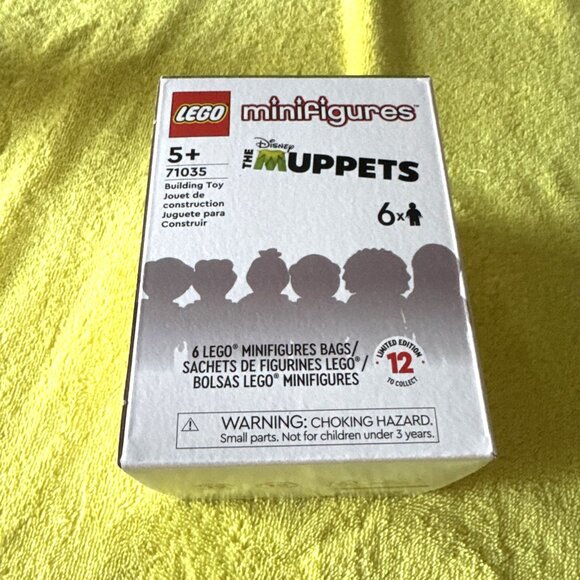 LEGO minifigures™
5+
71035
Building Toy
Jouet de
construction
Juguete para
Construir
Disney
THE MUPPETS
6x
6 LEGO® MINIFIGURES BAGS/
SACHETS DE FIGURINES LEGO®/
BOLSAS LEGO® MINIFIGURES
LIMITED EDITION
12
TO COLLECT
WARNING: CHOKING HAZARD.
Small parts. Not for children under 3 years.